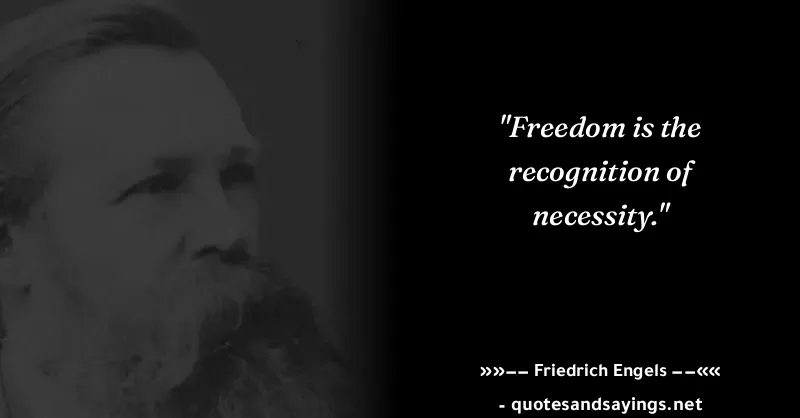 "Freedom is the
recognition of
necessity."
»»−− Friedrich Engels −−««
- quotesandsayings.net